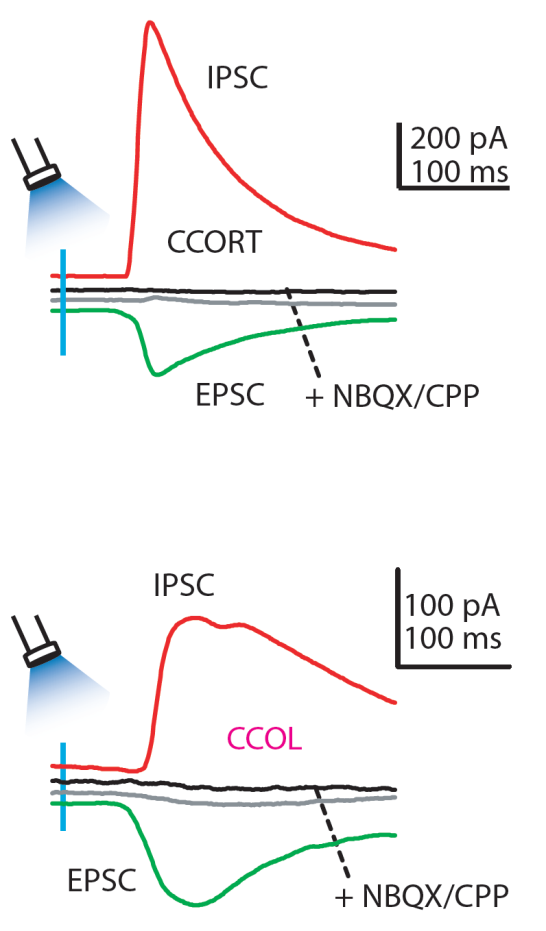 IPSC
200 pA
100 ms
CCORT
EPSC
+ NBQX/CPP
IPSC
100 pA
100 ms
CCOL
EPSC
+ NBQX/CPP